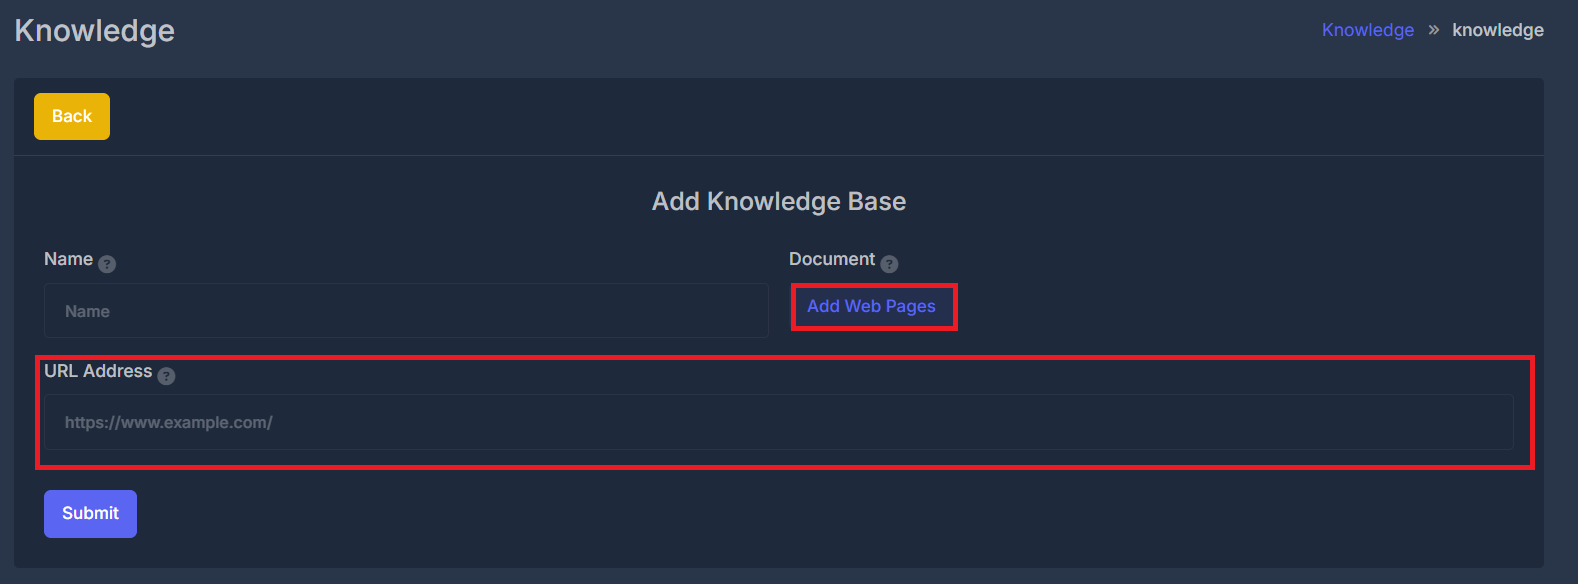 Knowledge
Knowledge » knowledge
Back
Add Knowledge Base
Name ?
Name
Document ?
Add Web Pages
URL Address ?
https://www.example.com/
Submit